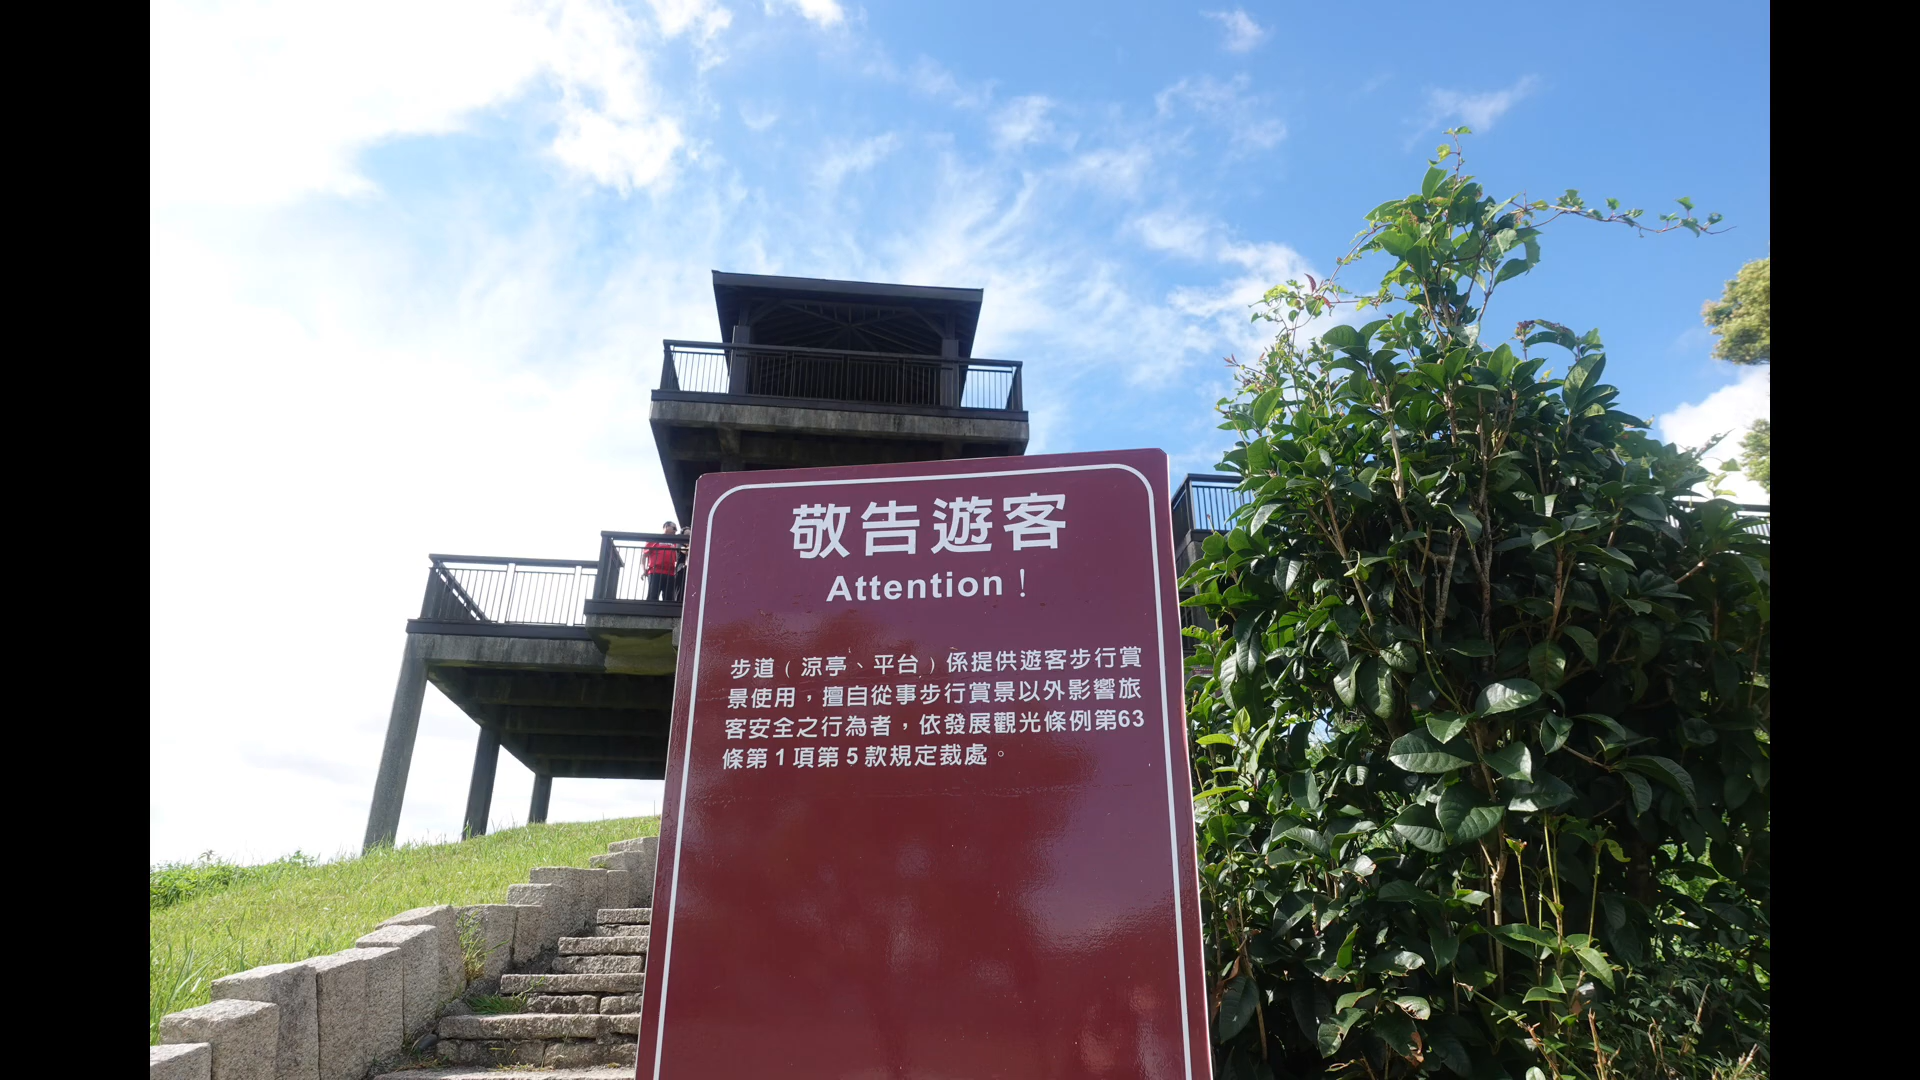 敬告遊客
Attention！
步道（涼亭、平台）係提供遊客步行賞
景使用，擅自從事步行賞景以外影響旅
客安全之行為者，依發展觀光條例第63
條第1項第5款規定裁處。